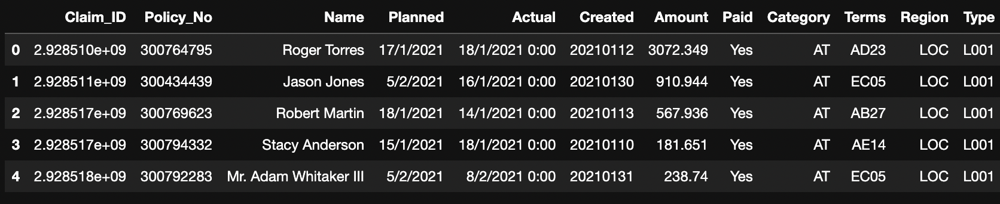 Claim_ID Policy_No Name Planned Actual Created Amount Paid Category Terms Region Type
0 2.928510e+09 300764795 Roger Torres 17/1/2021 18/1/2021 0:00 20210112 3072.349 Yes AT AD23 LOC L001
1 2.928511e+09 300434439 Jason Jones 5/2/2021 16/1/2021 0:00 20210130 910.944 Yes AT EC05 LOC L001
2 2.928517e+09 300769623 Robert Martin 18/1/2021 14/1/2021 0:00 20210113 567.936 Yes AT AB27 LOC L001
3 2.928517e+09 300794332 Stacy Anderson 15/1/2021 18/1/2021 0:00 20210110 181.651 Yes AT AE14 LOC L001
4 2.928518e+09 300792283 Mr. Adam Whitaker III 5/2/2021 8/2/2021 0:00 20210131 238.74 Yes AT EC05 LOC L001